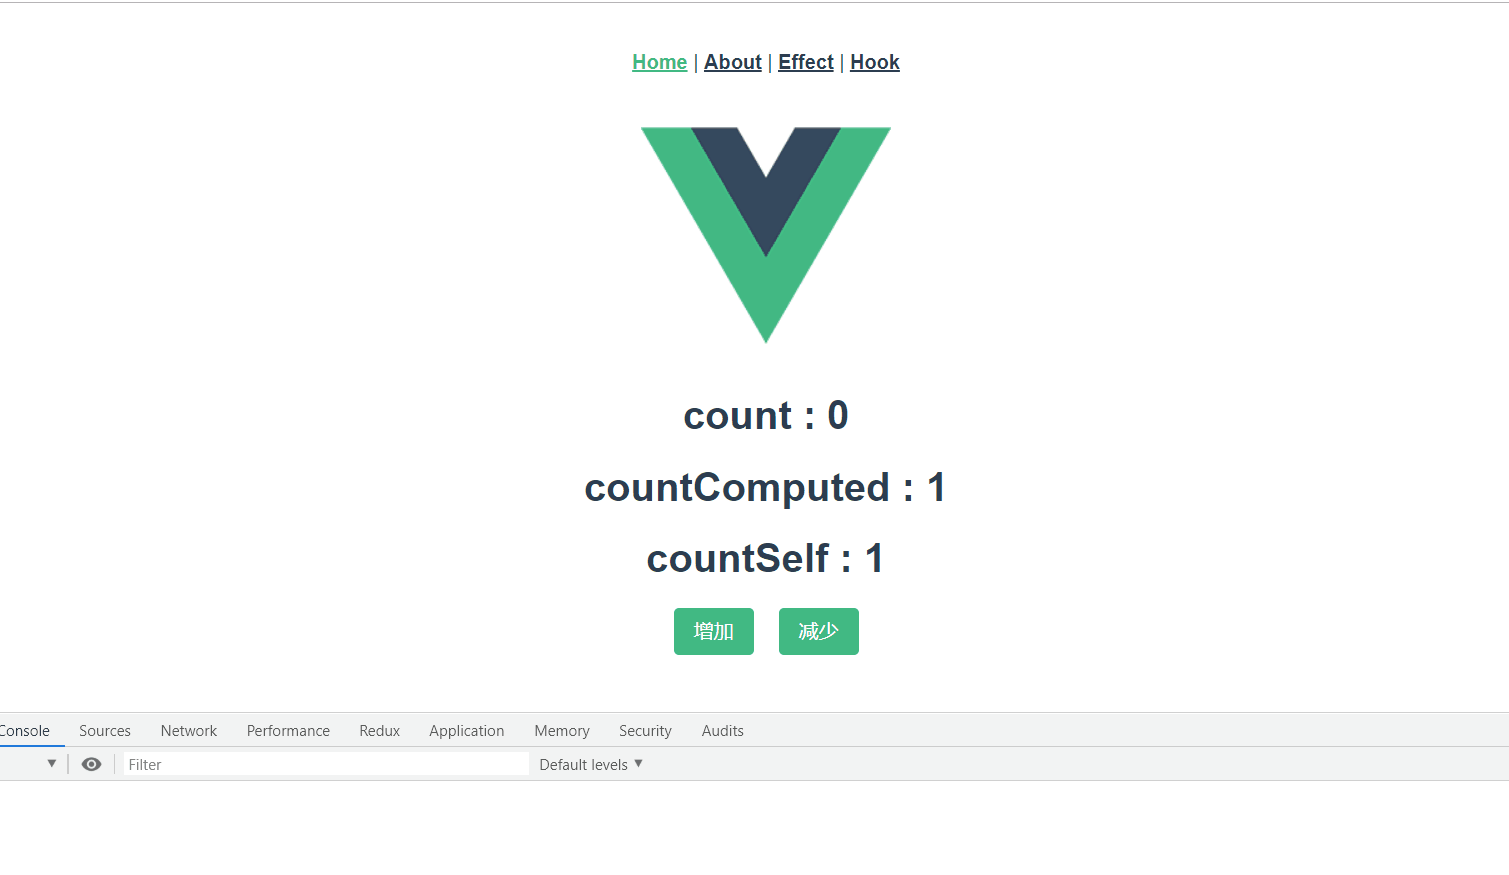 Home | About | Effect | Hook
count : 0
countComputed : 1
countSelf : 1
增加 减少
Console Sources Network Performance Redux Application Memory Security Audits
Filter Default levels ▼